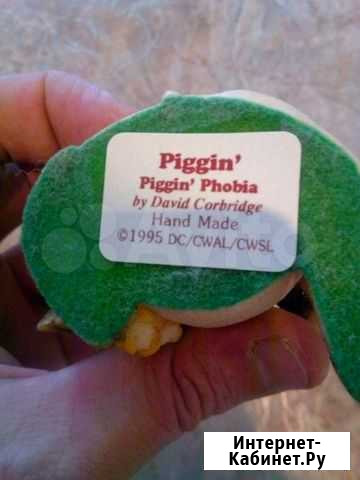 Piggin'
Piggin' Phobia
by David Corbridge
Hand Made
©1995 DC/CWAL/CWSL
Интернет-
Кабинет.Ру